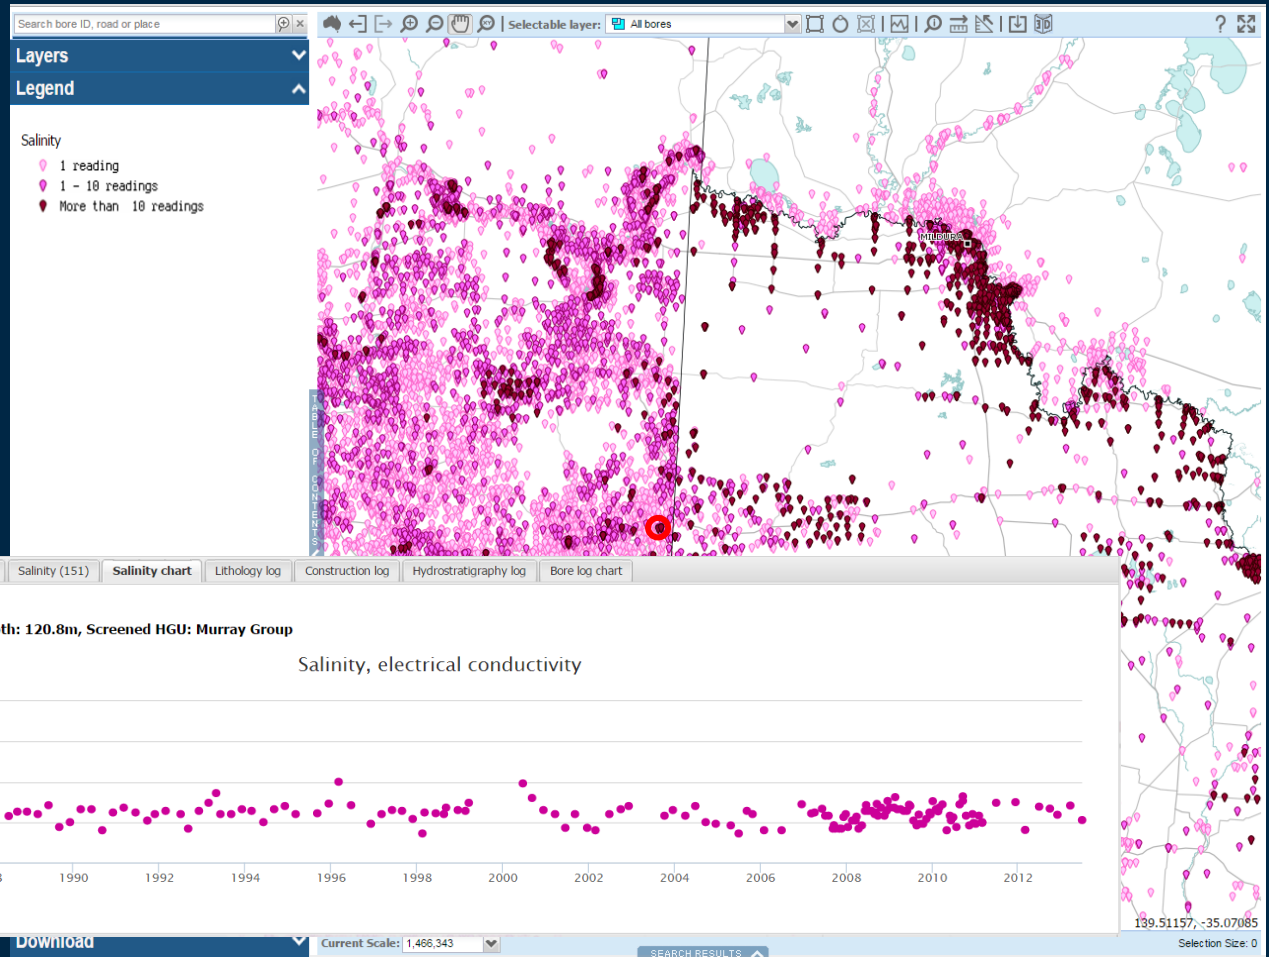 Search bore ID, road or place
Selectable layer: All bores
Layers
Legend
Salinity
1 reading
1 - 10 readings
More than 10 readings
MILDURA
TABLE OF CONTENTS
Salinity (151)
Salinity chart
Lithology log
Construction log
Hydrostratigraphy log
Bore log chart
th: 120.8m, Screened HGU: Murray Group
Salinity, electrical conductivity
1990 1992 1994 1996 1998 2000 2002 2004 2006 2008 2010 2012
139.51157, -35.07085
Download
Current Scale: 1,466,343
SEARCH RESULTS
Selection Size: 0